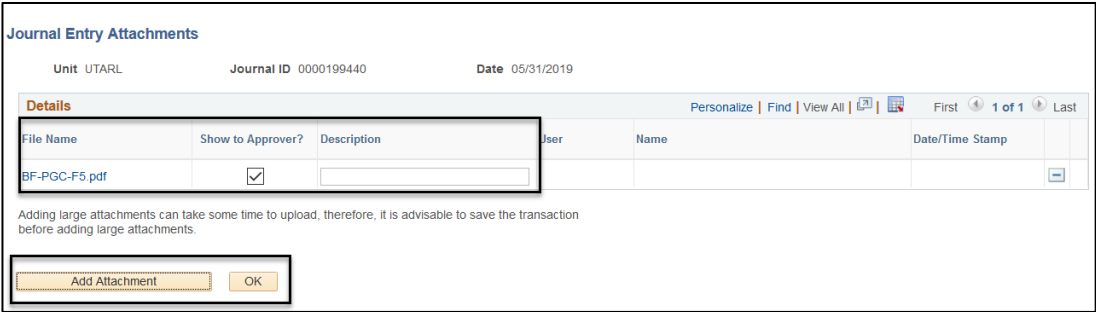 Journal Entry Attachments
Unit UTARL Journal ID 0000199440 Date 05/31/2019
Details Personalize | Find | View All | | First 1 of 1 Last
File Name Show to Approver? Description User Name Date/Time Stamp
BF-PGC-F5.pdf
Adding large attachments can take some time to upload, therefore, it is advisable to save the transaction
before adding large attachments.
Add Attachment OK